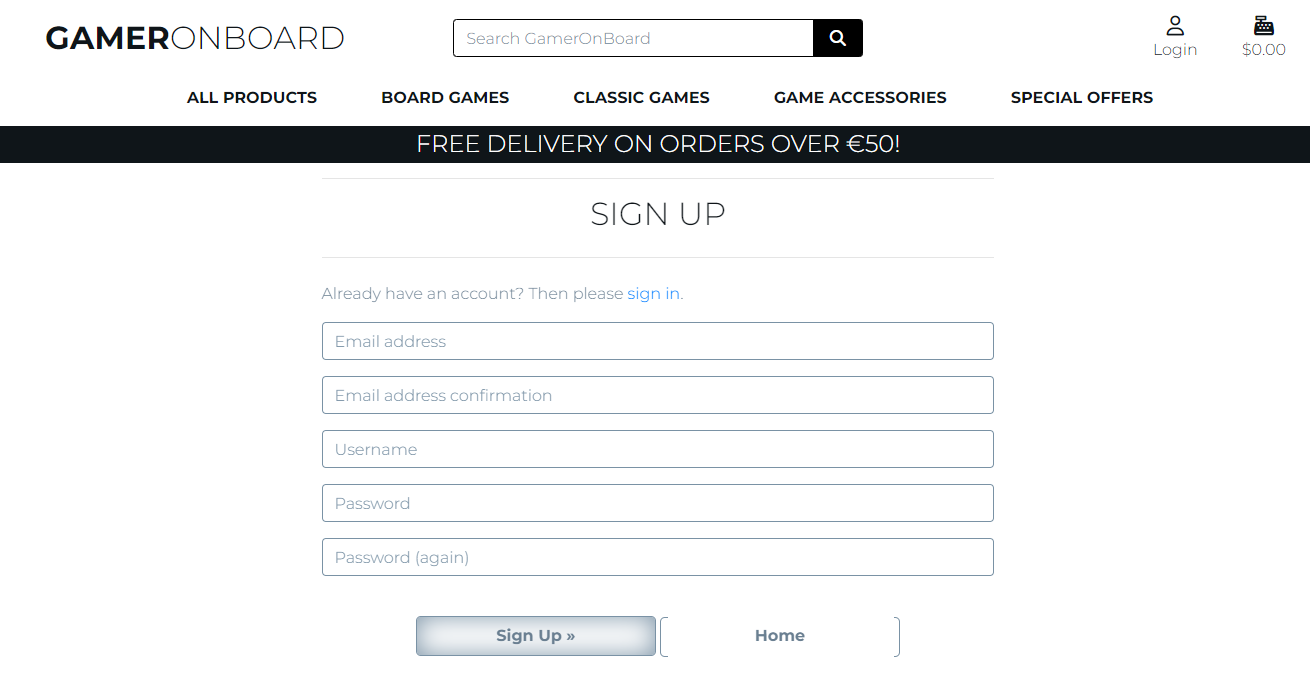 GAMERONBOARD
Search GamerOnBoard
Login
$0.00
ALL PRODUCTS BOARD GAMES CLASSIC GAMES GAME ACCESSORIES SPECIAL OFFERS
FREE DELIVERY ON ORDERS OVER €50!
SIGN UP
Already have an account? Then please sign in.
Email address
Email address confirmation
Username
Password
Password (again)
Sign Up » Home